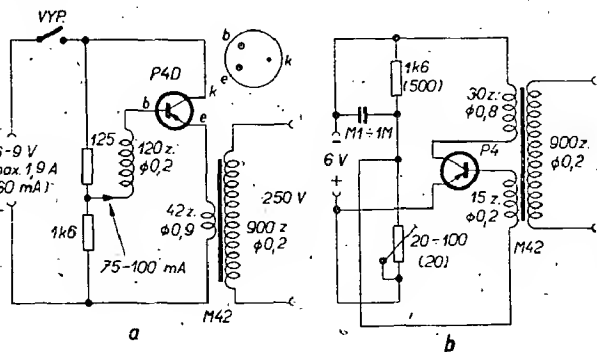 VYP.
P4D
b
k
e
b
k
e
6-9 V
max. 1,9 A
60 mA)
125
120 z.
φ0,2
1k6
75-100 mA
42 z.
φ0,9
250 V
900 z
φ0,2
M42
a
1k6
(500)
M1÷1M
6 V
−
+
P4
20÷100
(20)
30 z.
φ0,8
15 z.
φ0,2
900 z.
φ0,2
M42
b